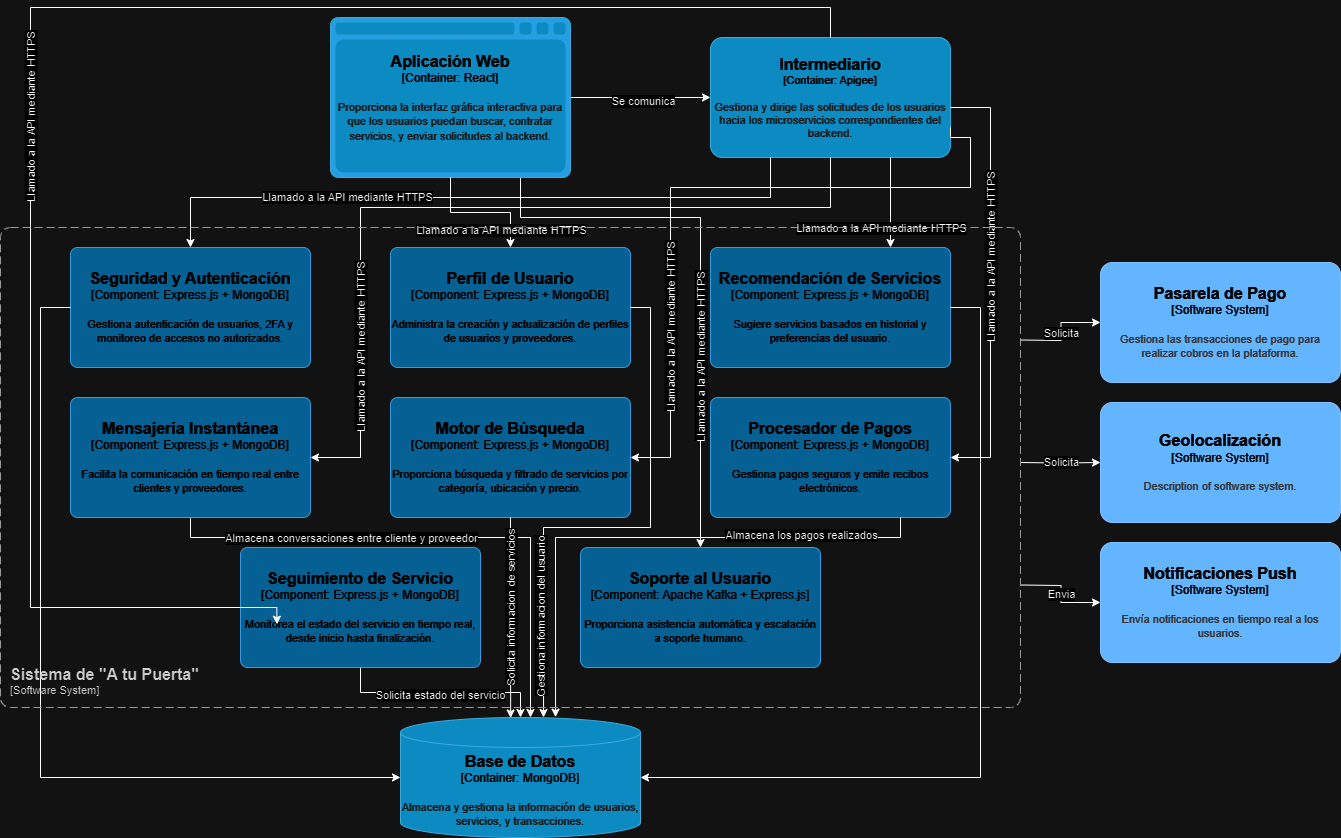 Aplicación Web
[Container: React]
Proporciona la interfaz gráfica interactiva para
que los usuarios puedan buscar, contratar
servicios, y enviar solicitudes al backend.
Se comunica
Intermediario
[Container: Apigee]
Gestiona y dirige las solicitudes de los usuarios
hacia los microservicios correspondientes del
backend.
Llamado a la API mediante HTTPS
Llamado a la API mediante HTTPS
Llamado a la API mediante HTTPS
Llamado a la API mediante HTTPS
Llamado a la API mediante HTTPS
Llamado a la API mediante HTTPS
Llamado a la API mediante HTTPS
Llamado a la API mediante HTTPS
Seguridad y Autenticación
[Component: Express.js + MongoDB]
Gestiona autenticación de usuarios, 2FA y
monitoreo de accesos no autorizados.
Perfil de Usuario
[Component: Express.js + MongoDB]
Administra la creación y actualización de perfiles
de usuarios y proveedores.
Recomendación de Servicios
[Component: Express.js + MongoDB]
Sugiere servicios basados en historial y
preferencias del usuario.
Pasarela de Pago
[Software System]
Gestiona las transacciones de pago para
realizar cobros en la plataforma.
Solicita
Mensajería Instantánea
[Component: Express.js + MongoDB]
Facilita la comunicación en tiempo real entre
clientes y proveedores.
Motor de Búsqueda
[Component: Express.js + MongoDB]
Proporciona búsqueda y filtrado de servicios por
categoría, ubicación y precio.
Procesador de Pagos
[Component: Express.js + MongoDB]
Gestiona pagos seguros y emite recibos
electrónicos.
Solicita
Geolocalización
[Software System]
Description of software system.
Almacena conversaciones entre cliente y proveedor
Solicita informacion de servicios
Gestiona informacion del usuario
Almacena los pagos realizados
Seguimiento de Servicio
[Component: Express.js + MongoDB]
Monitorea el estado del servicio en tiempo real,
desde inicio hasta finalización.
Soporte al Usuario
[Component: Apache Kafka + Express.js]
Proporciona asistencia automática y escalación
a soporte humano.
Envia
Notificaciones Push
[Software System]
Envía notificaciones en tiempo real a los
usuarios.
Sistema de "A tu Puerta"
[Software System]
Solicita estado del servicio
Base de Datos
[Container: MongoDB]
Almacena y gestiona la información de usuarios,
servicios, y transacciones.